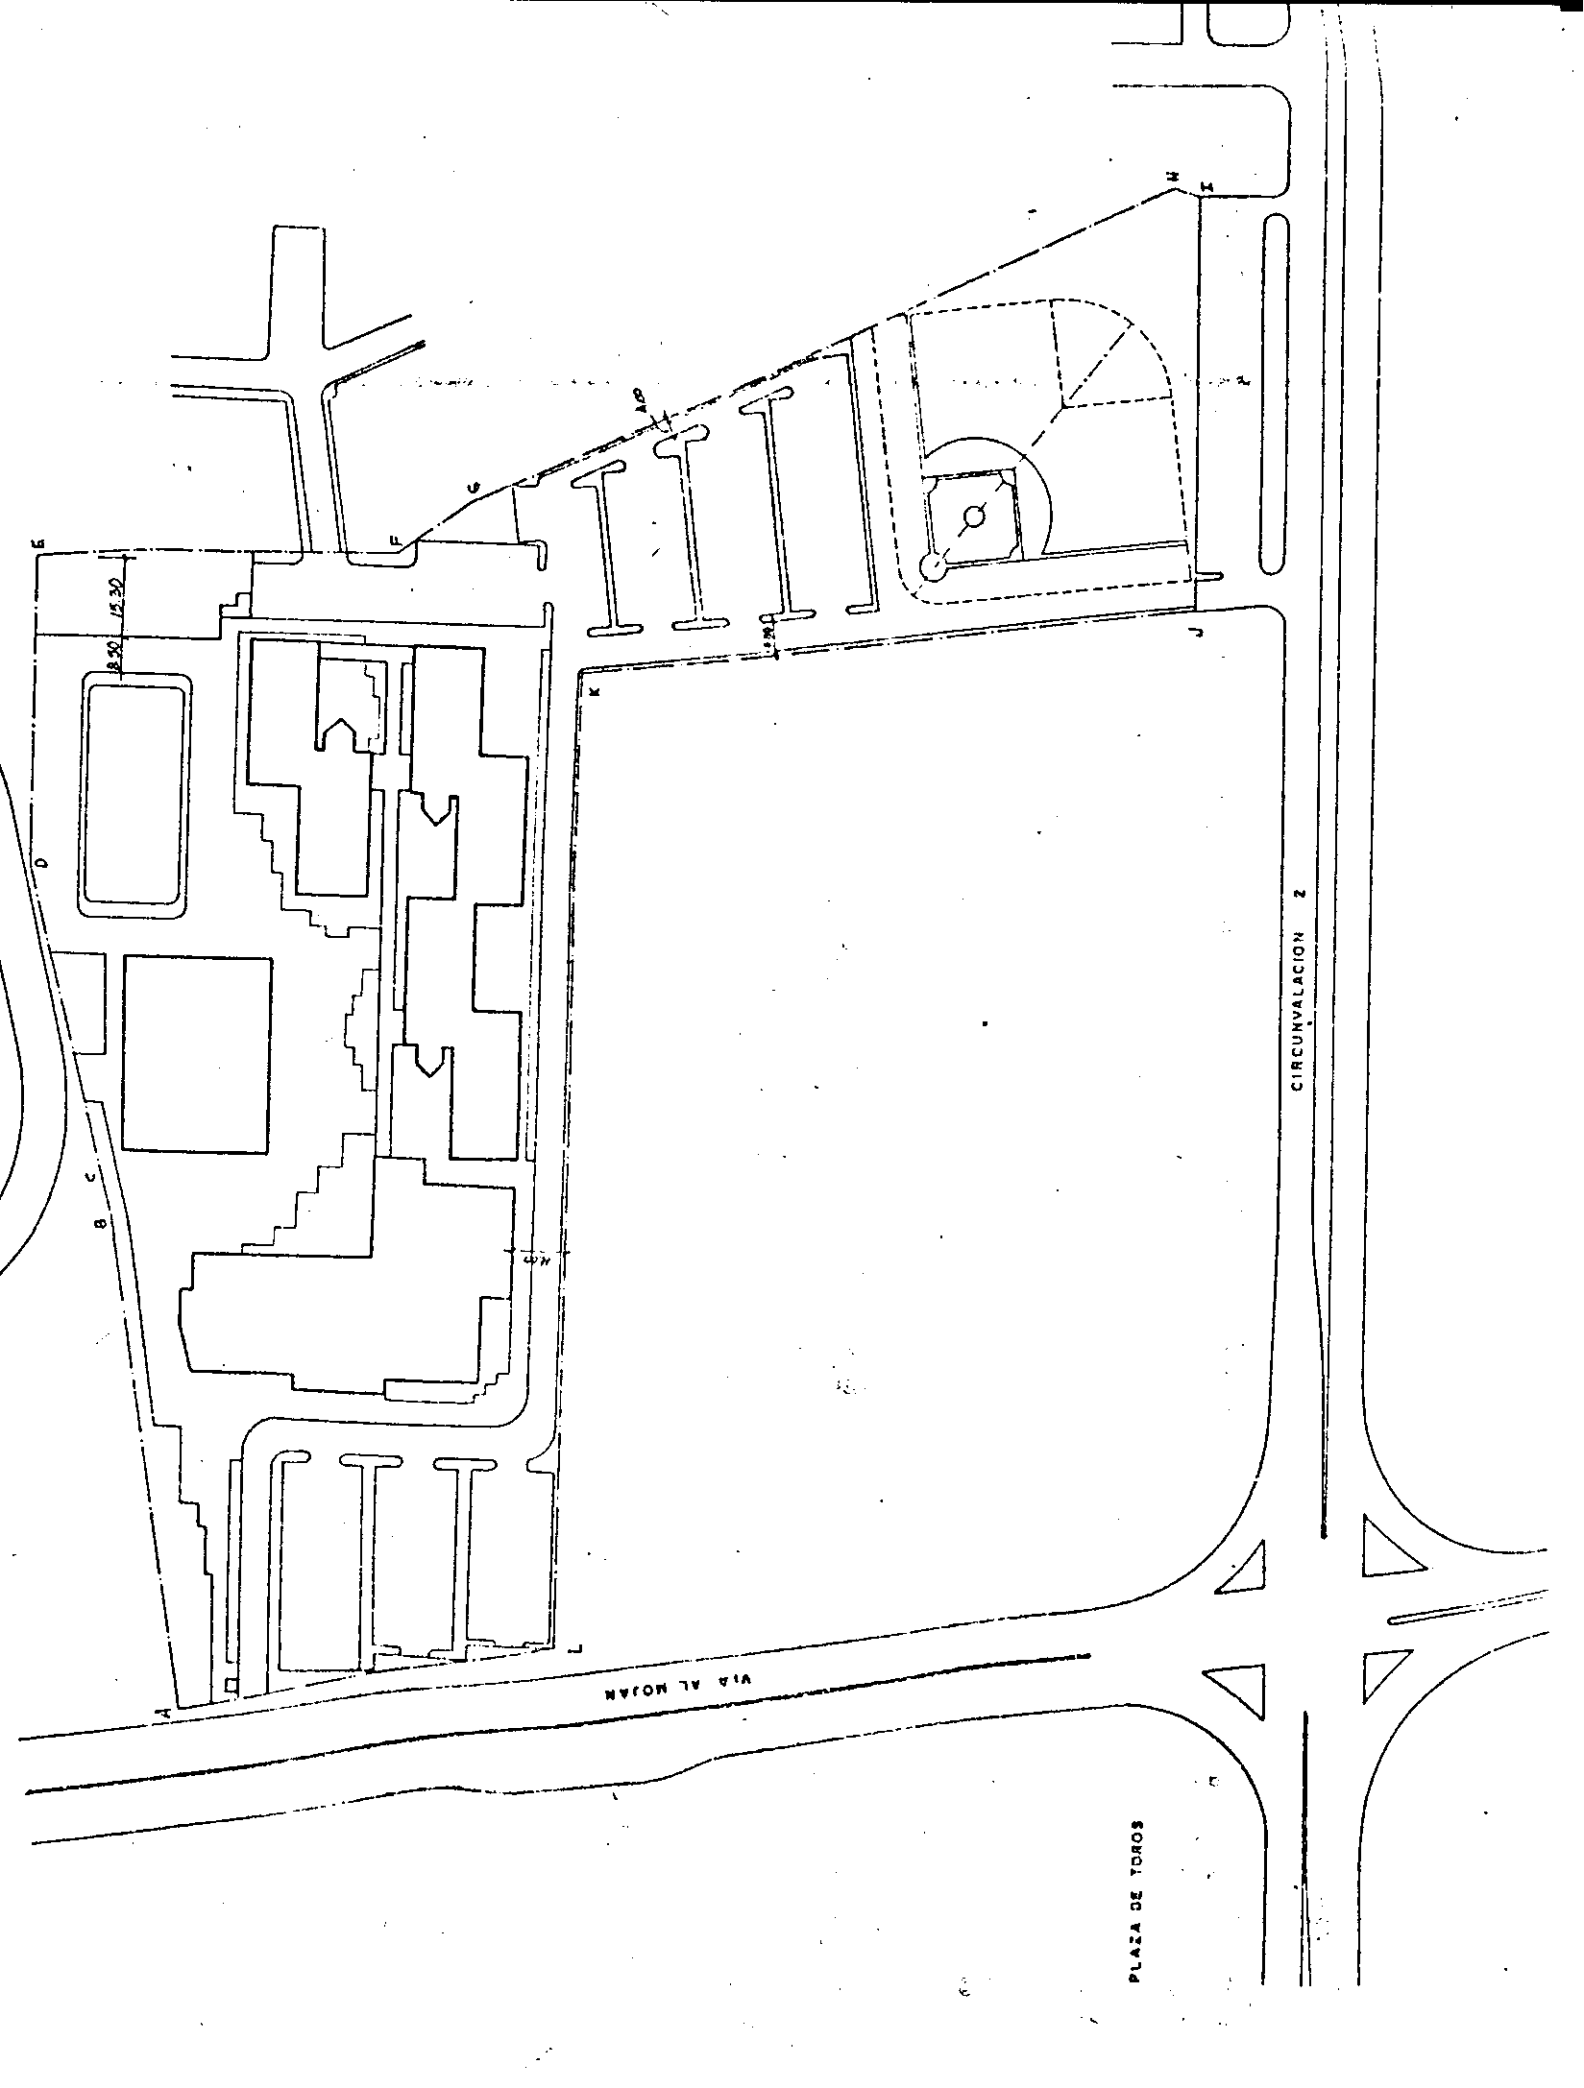 E
15.30
8.50
F
G
H
I
D
K
J
C
B
CIRCUNVALACION 2
A
L
VIA AL MOJAN
PLAZA DE TOROS